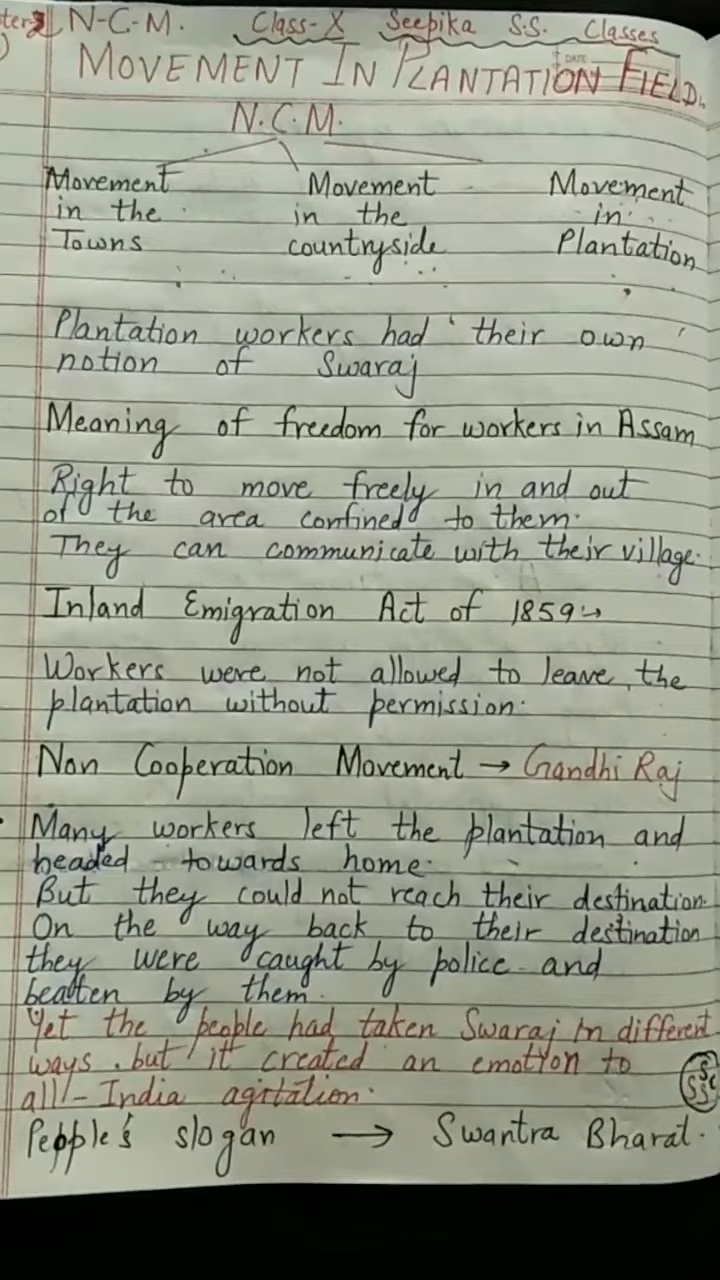 N-C-M. Class-X Seepika S.S. Classes
MOVEMENT IN PLANTATION FIELD.
DATE
N.C.M.
Movement Movement Movement
in the in the in
Towns countryside Plantation
Plantation workers had 'their own'
notion of Swaraj
Meaning of freedom for workers in Assam
Right to move freely in and out
of the area confined to them.
They can communicate with their village.
Inland Emigration Act of 1859→
Workers were not allowed to leave the
plantation without permission.
Non Cooperation Movement → Gandhi Raj
Many workers left the plantation and
headed towards home.
But they could not reach their destination.
On the way back to their destination
they were caught by police and
beatten by them.
Yet the people had taken Swaraj in different
ways. but it created an emotion to
all-India agitation.
People's slogan → Swantra Bharat.